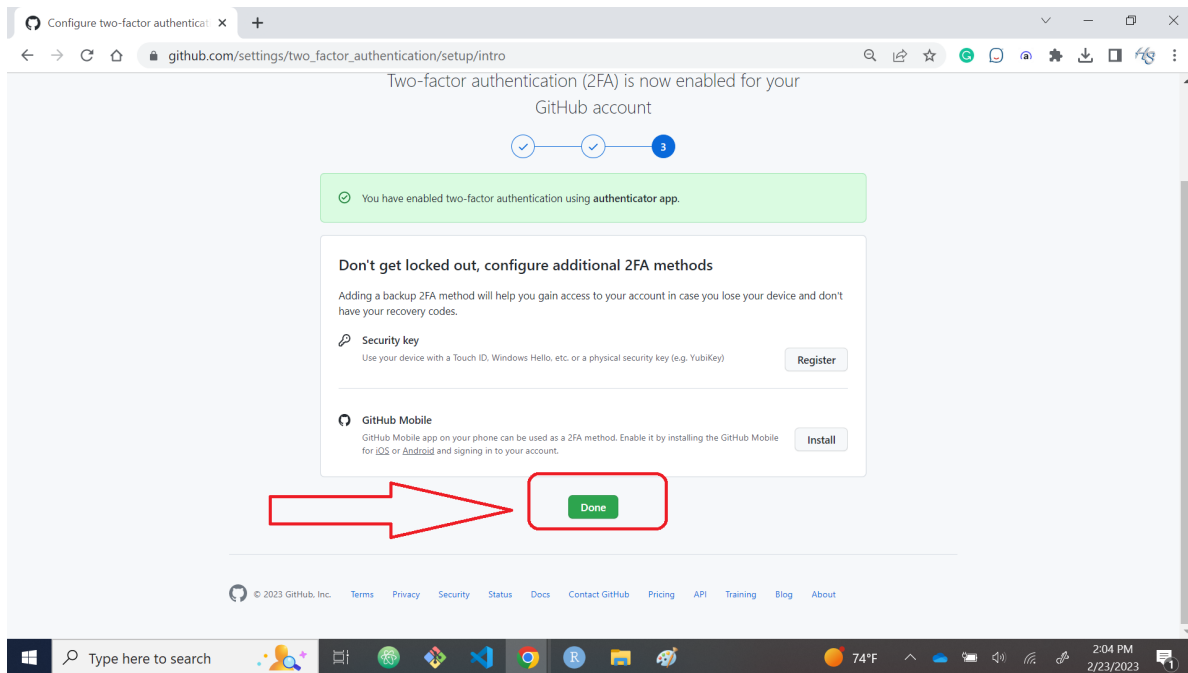 Configure two-factor authenticat
github.com/settings/two_factor_authentication/setup/intro
Two-factor authentication (2FA) is now enabled for your
GitHub account
3
You have enabled two-factor authentication using authenticator app.
Don't get locked out, configure additional 2FA methods
Adding a backup 2FA method will help you gain access to your account in case you lose your device and don't
have your recovery codes.
Security key
Use your device with a Touch ID, Windows Hello, etc. or a physical security key (e.g. YubiKey)
Register
GitHub Mobile
GitHub Mobile app on your phone can be used as a 2FA method. Enable it by installing the GitHub Mobile
for iOS or Android and signing in to your account.
Install
Done
© 2023 GitHub, Inc. Terms Privacy Security Status Docs Contact GitHub Pricing API Training Blog About
Type here to search
R
74°F
2:04 PM
2/23/2023
1